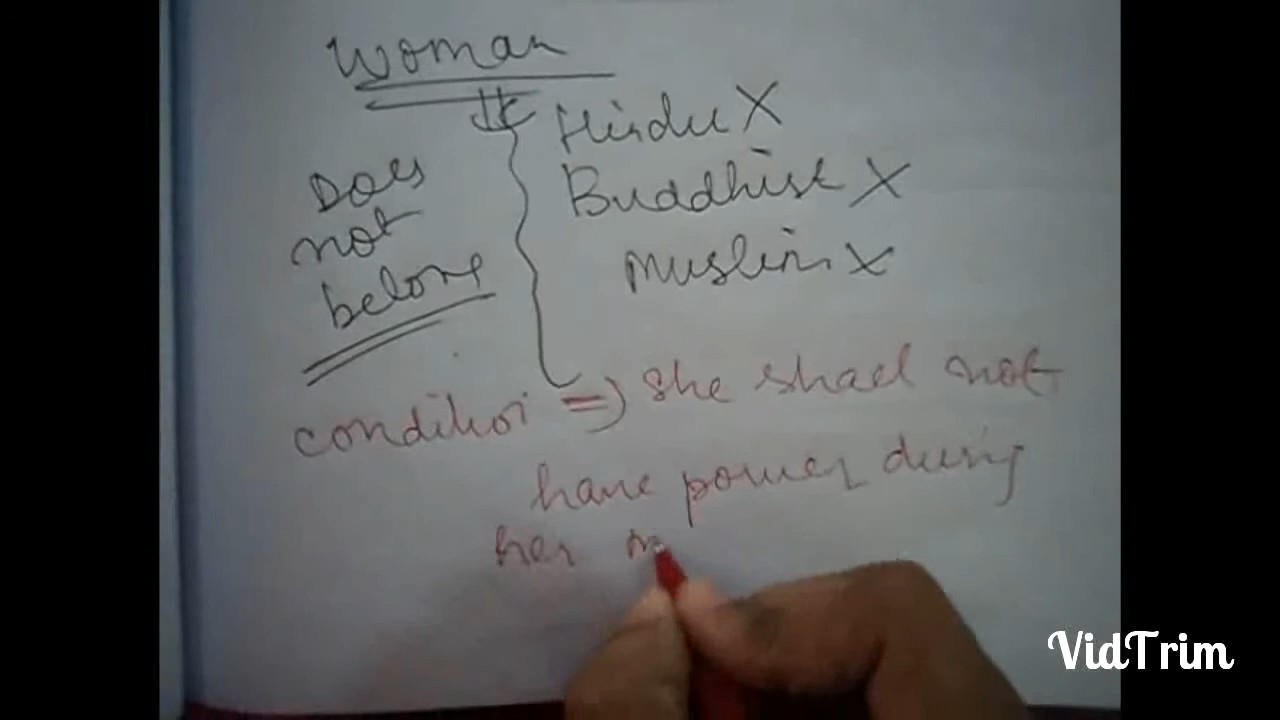 Woman
Hindu X
Does
Buddhist X
not
Muslim X
belong
condition => she shall not
have power during
her m
VidTrim